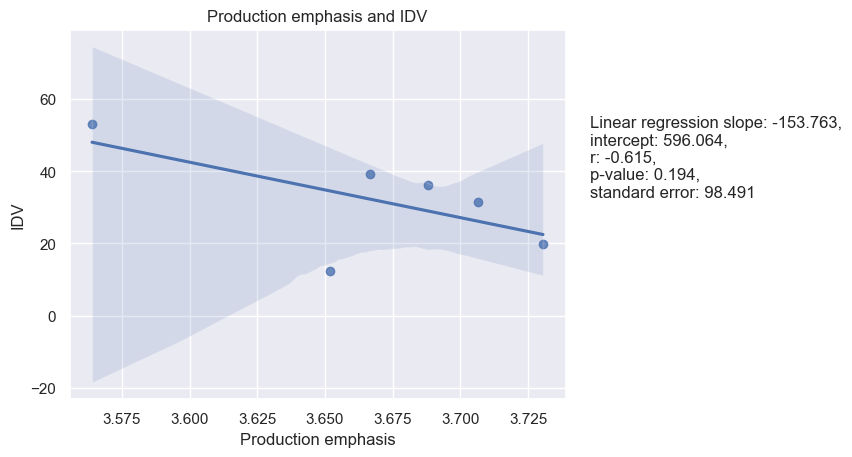 Production emphasis and IDV
60
40
20
0
−20
IDV
3.575 3.600 3.625 3.650 3.675 3.700 3.725
Production emphasis
Linear regression slope: -153.763,
intercept: 596.064,
r: -0.615,
p-value: 0.194,
standard error: 98.491